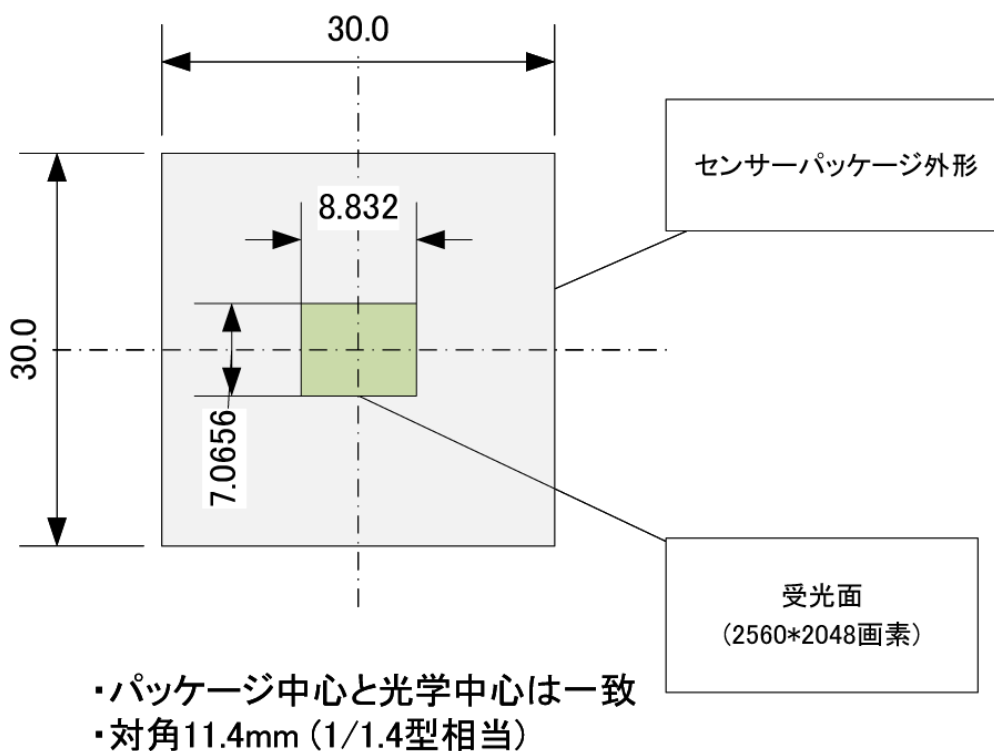 30.0
センサーパッケージ外形
8.832
30.0
7.0656
受光面
(2560*2048画素)
・パッケージ中心と光学中心は一致
・対角11.4mm (1/1.4型相当)